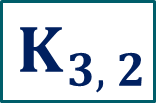 K₃, ₂